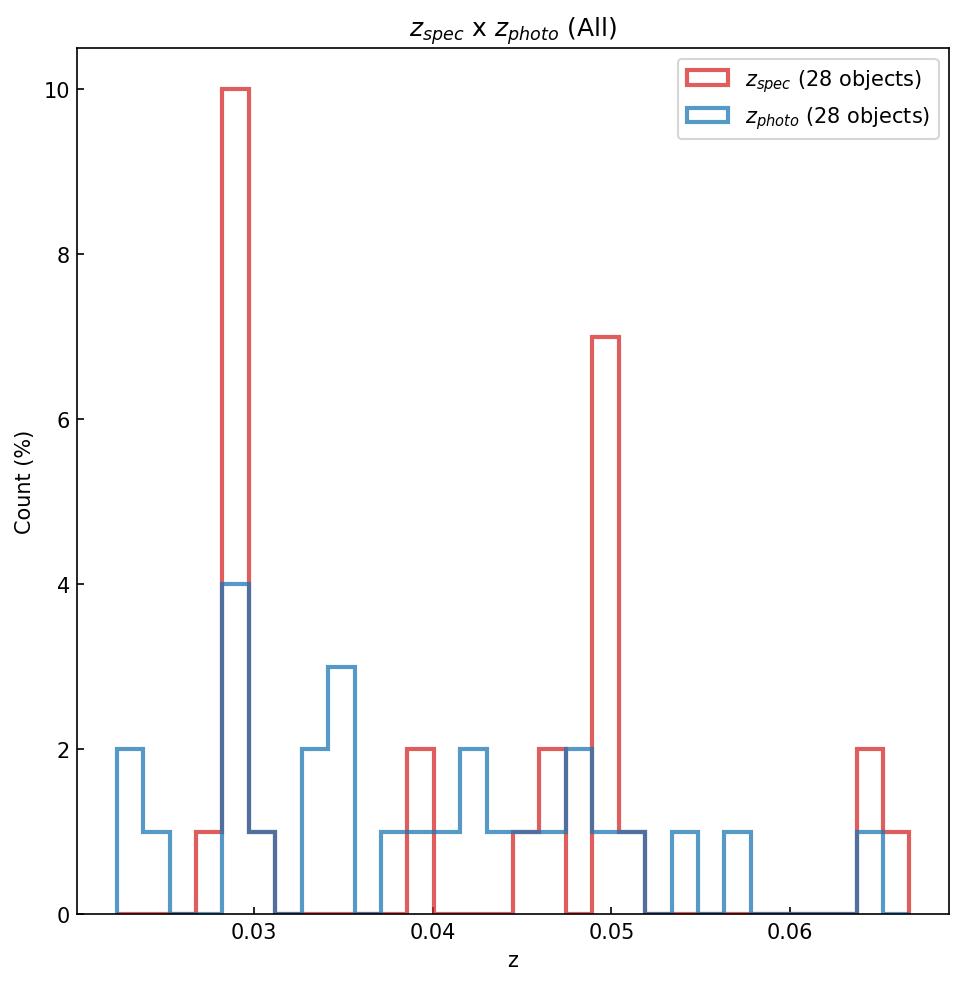 z_spec x z_photo (All)
z_spec (28 objects)
z_photo (28 objects)
Count (%)
10
8
6
4
2
0
0.03
0.04
0.05
0.06
z